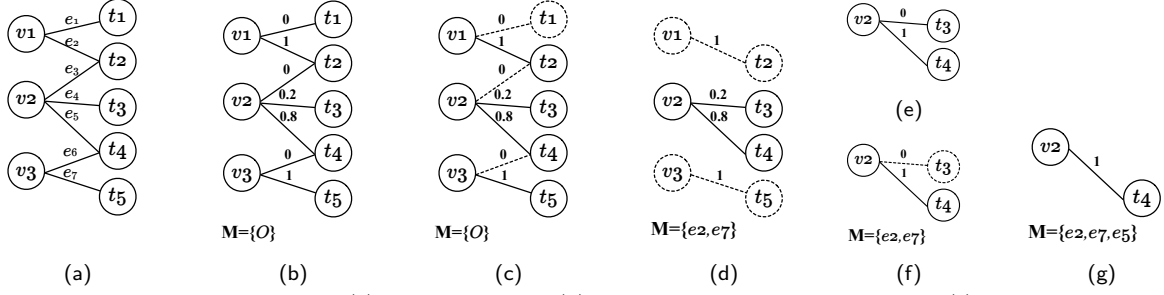 v1 e1 t1
e2 t2
e3
v2 e4 t3
e5
t4
v3 e6
e7 t5
(a)
v1 0 t1
1 t2
0
v2 0.2 t3
0.8
t4
v3 0
1 t5
M={O}
(b)
v1 0 t1
1 t2
0
v2 0.2 t3
0.8
t4
v3 0
1 t5
M={O}
(c)
v1 1 t2
v2 0.2 t3
0.8
t4
v3 1 t5
M={e2,e7}
(d)
v2 0 t3
1
t4
(e)
v2 0 t3
1
t4
M={e2,e7}
(f)
v2
1
t4
M={e2,e7,e5}
(g)